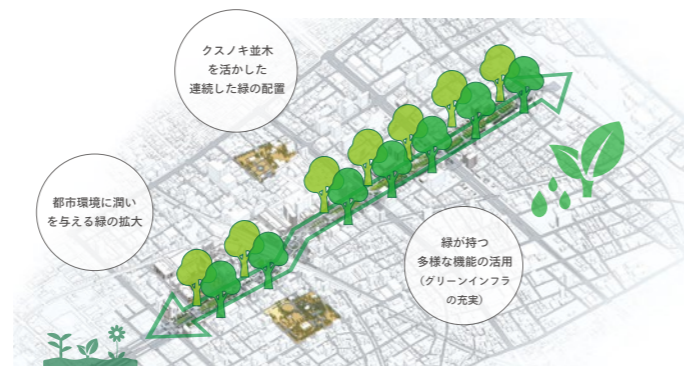 クスノキ並木
を活かした
連続した緑の配置
都市環境に潤い
を与える緑の拡大
緑が持つ
多様な機能の活用
（グリーンインフラ
の充実）